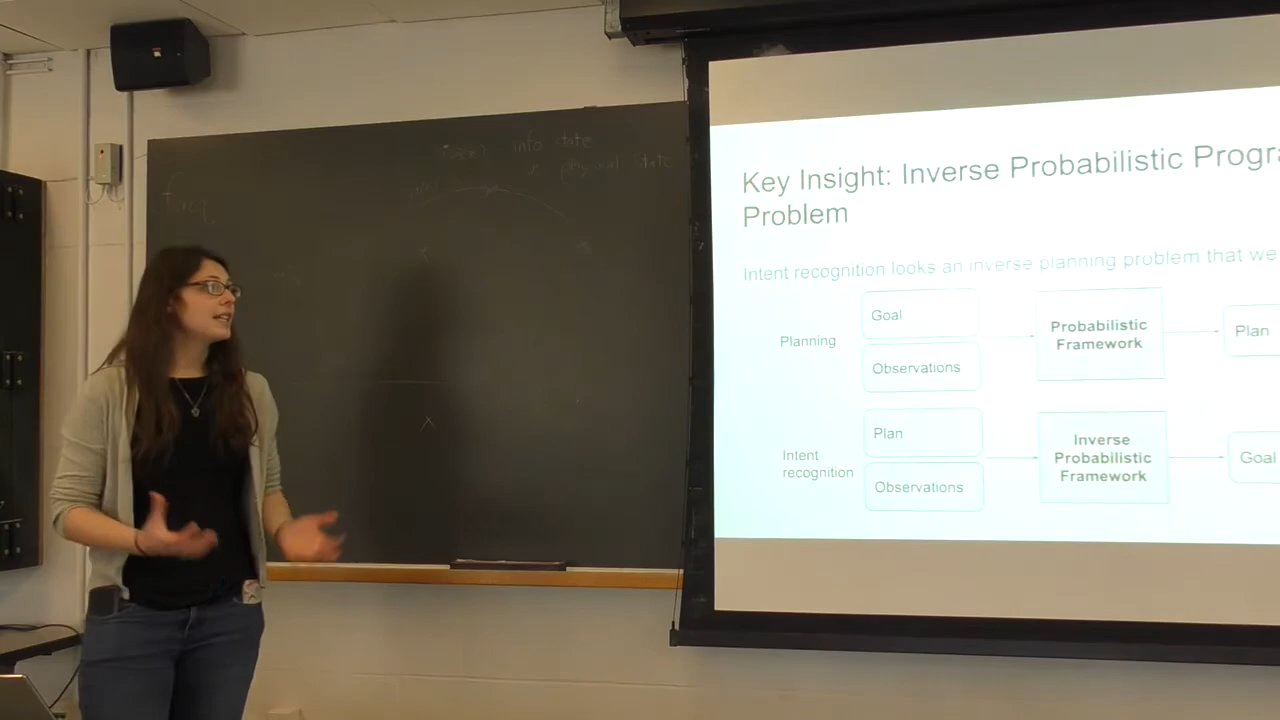 info state
physical state
Key Insight: Inverse Probabilistic Progra
Problem
Intent recognition looks an inverse planning problem that we
Planning
Goal
Observations
Probabilistic
Framework
Plan
Intent
recognition
Plan
Observations
Inverse
Probabilistic
Framework
Goal